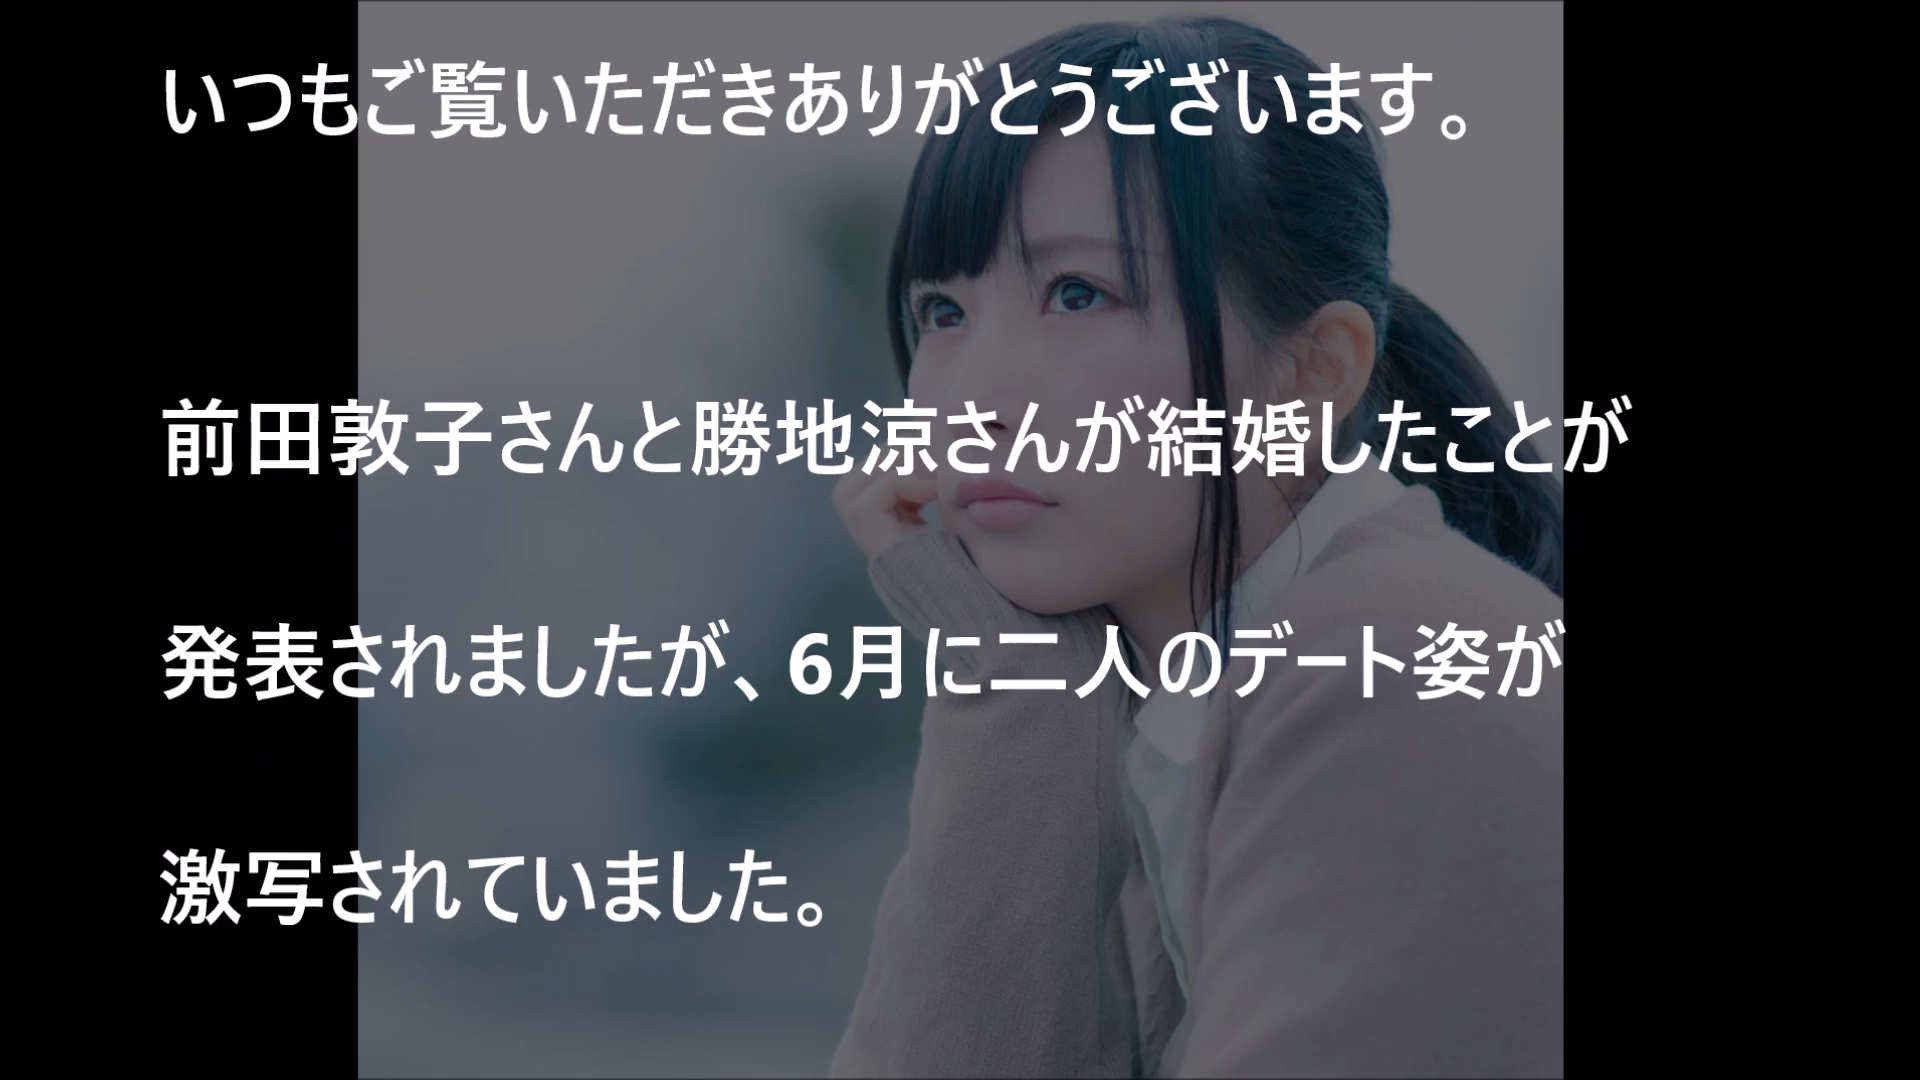 いつもご覧いただきありがとうございます。
前田敦子さんと勝地涼さんが結婚したことが
発表されましたが、6月に二人のデート姿が
激写されていました。